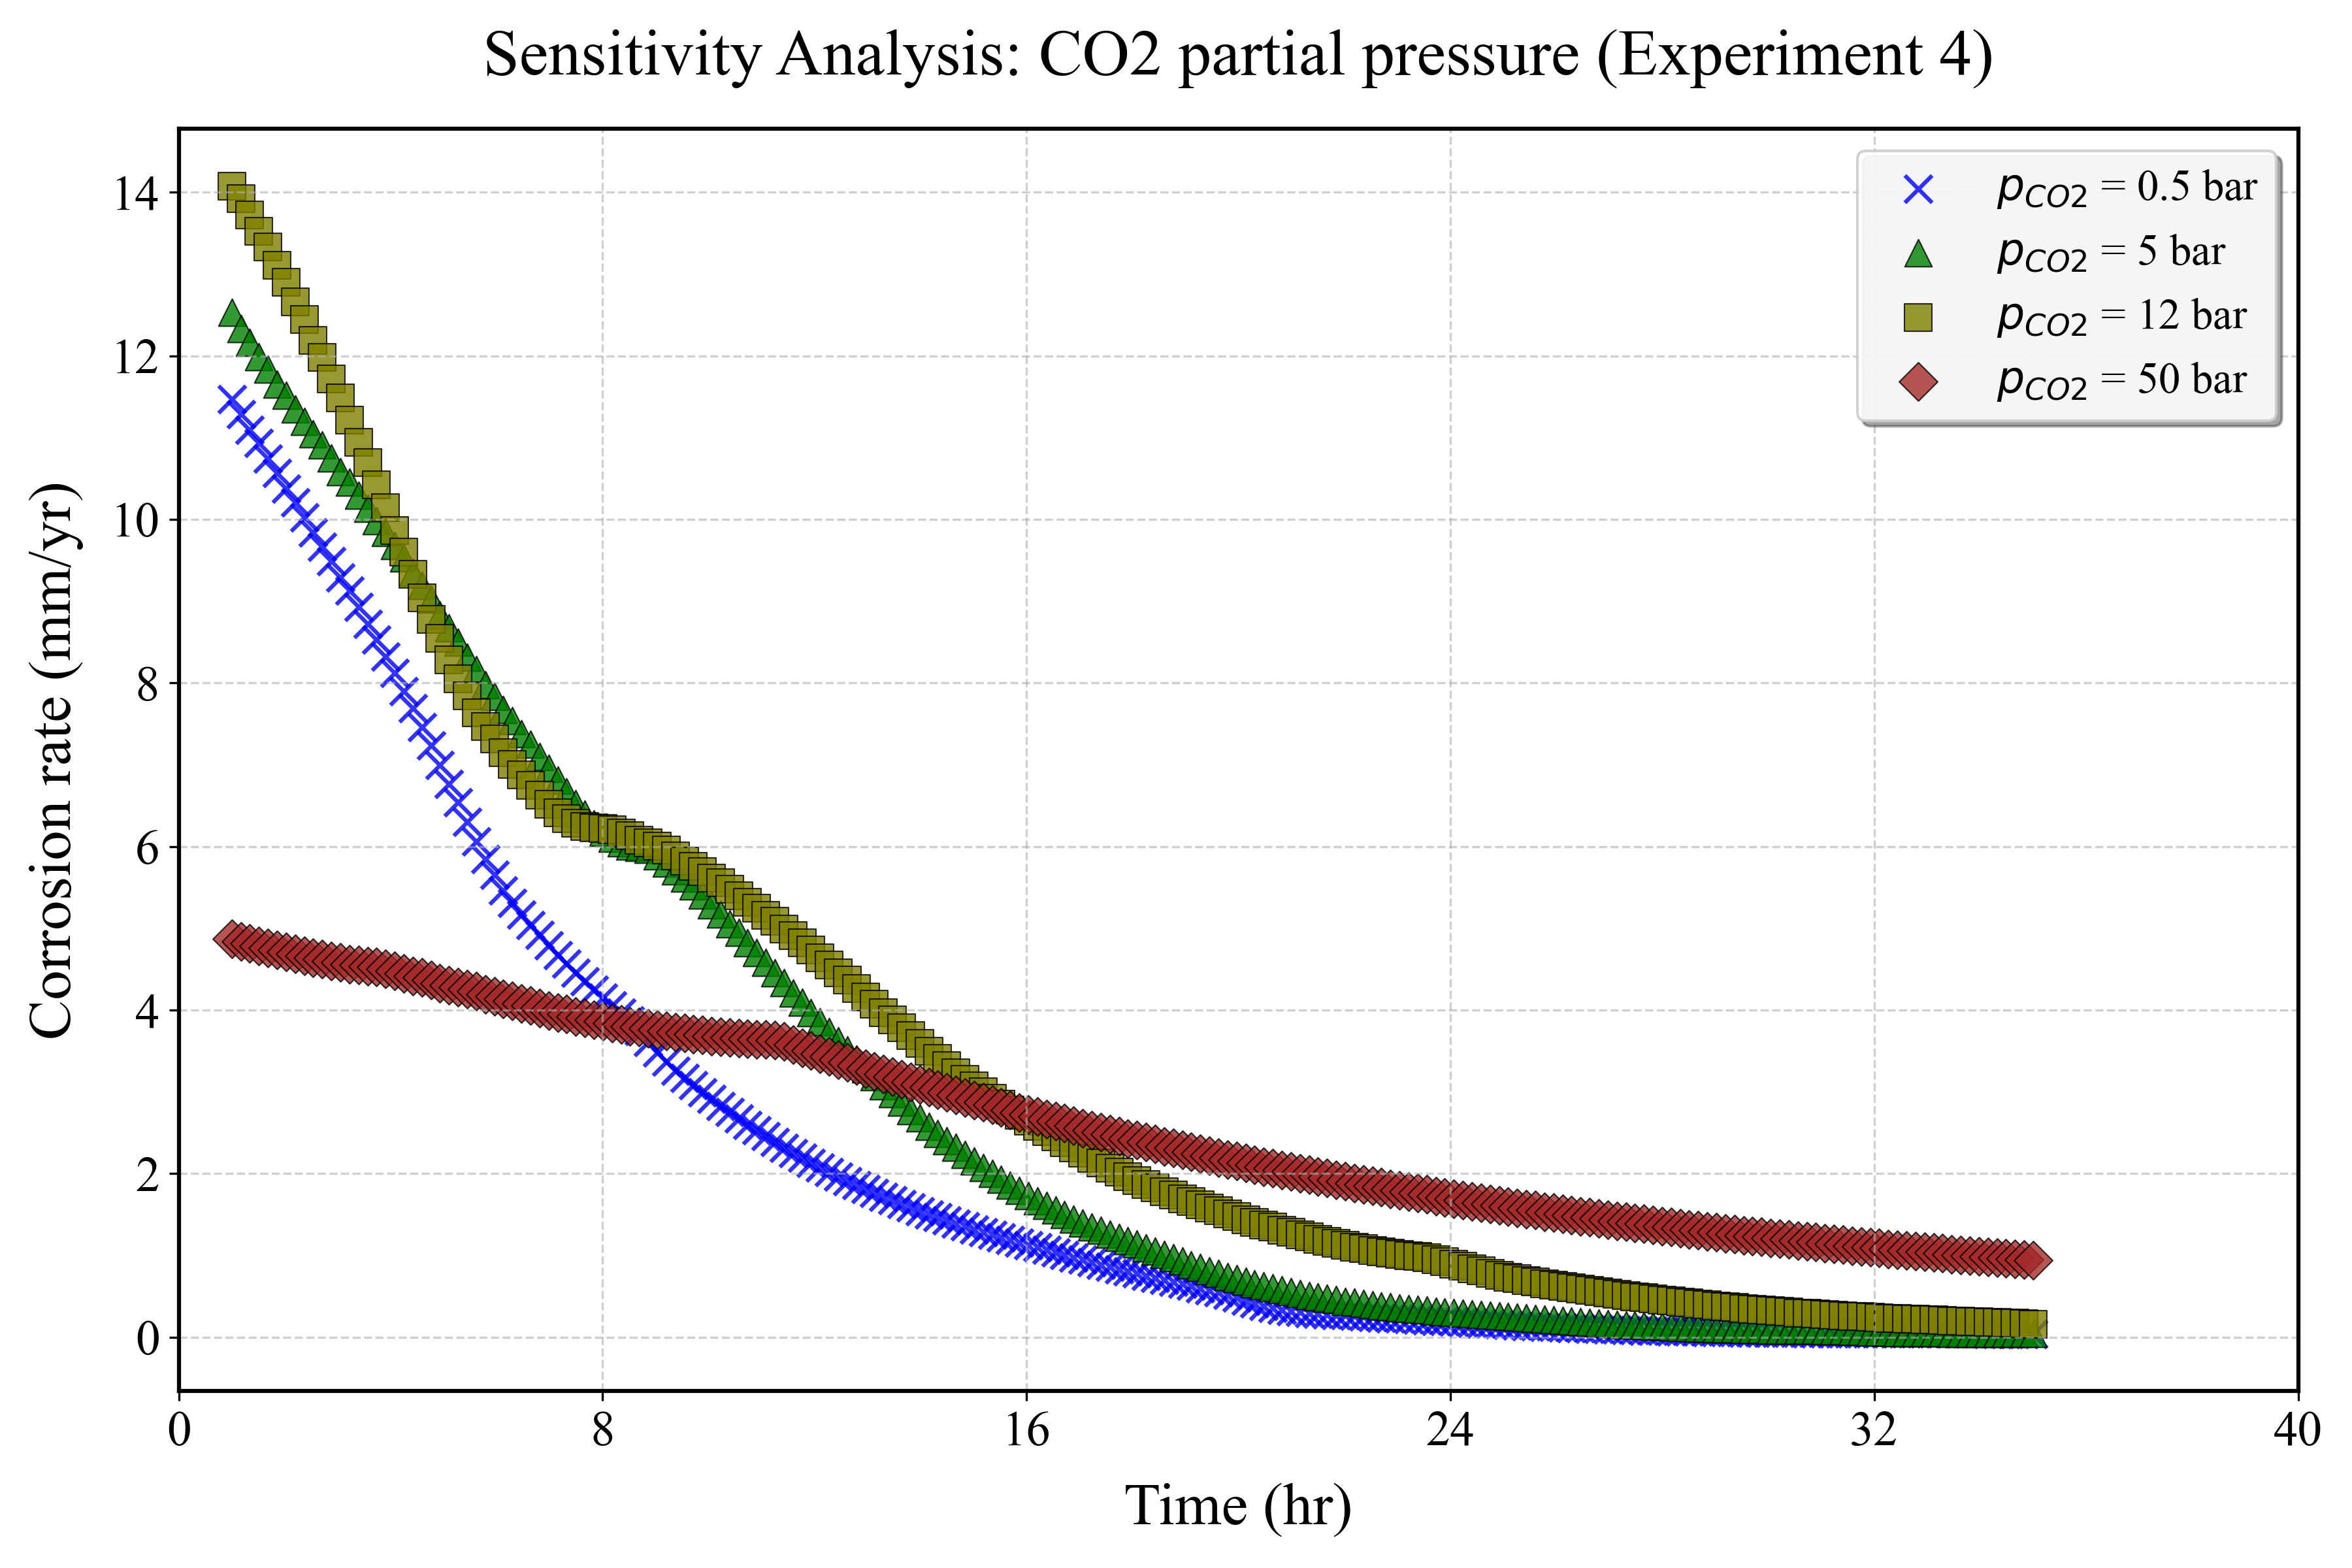 Sensitivity Analysis: CO2 partial pressure (Experiment 4)
Corrosion rate (mm/yr)
14
12
10
8
6
4
2
0
p_CO2 = 0.5 bar
p_CO2 = 5 bar
p_CO2 = 12 bar
p_CO2 = 50 bar
0 8 16 24 32 40
Time (hr)